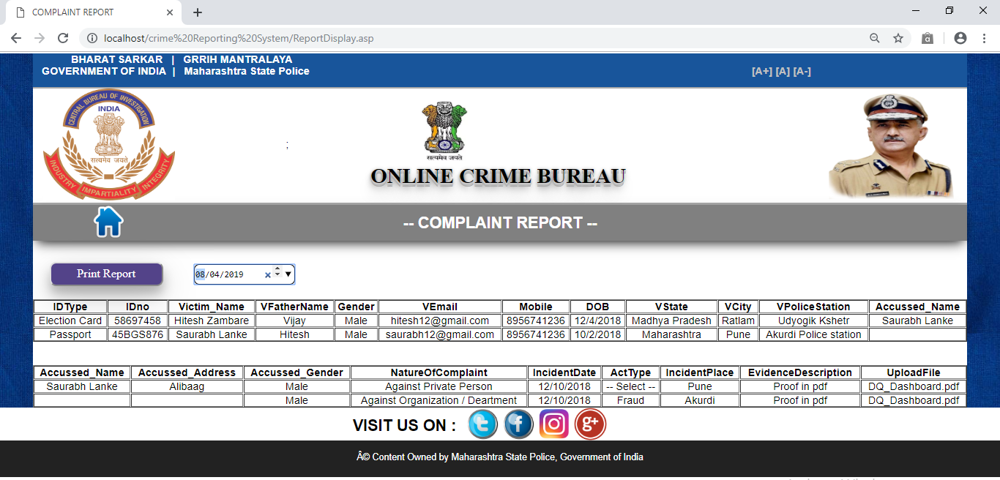 COMPLAINT REPORT
localhost/crime%20Reporting%20System/ReportDisplay.asp
BHARAT SARKAR | GRRIH MANTRALAYA
GOVERNMENT OF INDIA | Maharashtra State Police
[A+] [A] [A-]
CENTRAL BUREAU OF INVESTIGATION
INDIA
सत्यमेव जयते
INDUSTRY IMPARTIALITY INTEGRITY
;
सत्यमेव जयते
ONLINE CRIME BUREAU
-- COMPLAINT REPORT --
Print Report
08/04/2019
IDType IDno Victim_Name VFatherName Gender VEmail Mobile DOB VState VCity VPoliceStation Accussed_Name
Election Card 58697458 Hitesh Zambare Vijay Male hitesh12@gmail.com 8956741236 12/4/2018 Madhya Pradesh Ratlam Udyogik Kshetr Saurabh Lanke
Passport 45BGS876 Saurabh Lanke Hitesh Male saurabh12@gmail.com 8956741236 10/2/2018 Maharashtra Pune Akurdi Police station
Accussed_Name Accussed_Address Accussed_Gender NatureOfComplaint IncidentDate ActType IncidentPlace EvidenceDescription UploadFile
Saurabh Lanke Alibaag Male Against Private Person 12/10/2018 -- Select -- Pune Proof in pdf DQ_Dashboard.pdf
Male Against Organization / Deartment 12/10/2018 Fraud Akurdi Proof in pdf DQ_Dashboard.pdf
VISIT US ON :
Â© Content Owned by Maharashtra State Police, Government of India